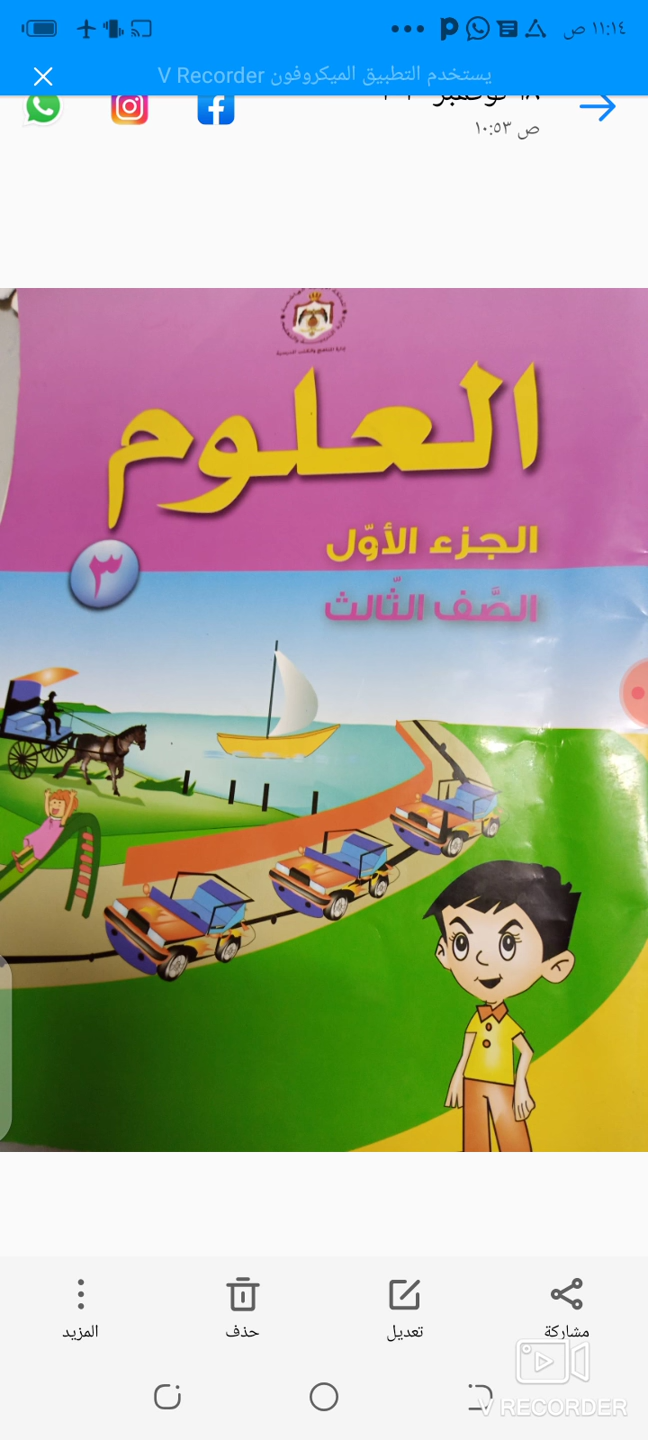 ١١:١٤ ص
يستخدم التطبيق الميكروفون V Recorder
ص ١٠:٥٣
العلوم
الجزء الأوّل
٣
الصَّف الثّالث
مشاركة
تعديل
حذف
المزيد
V RECORDER